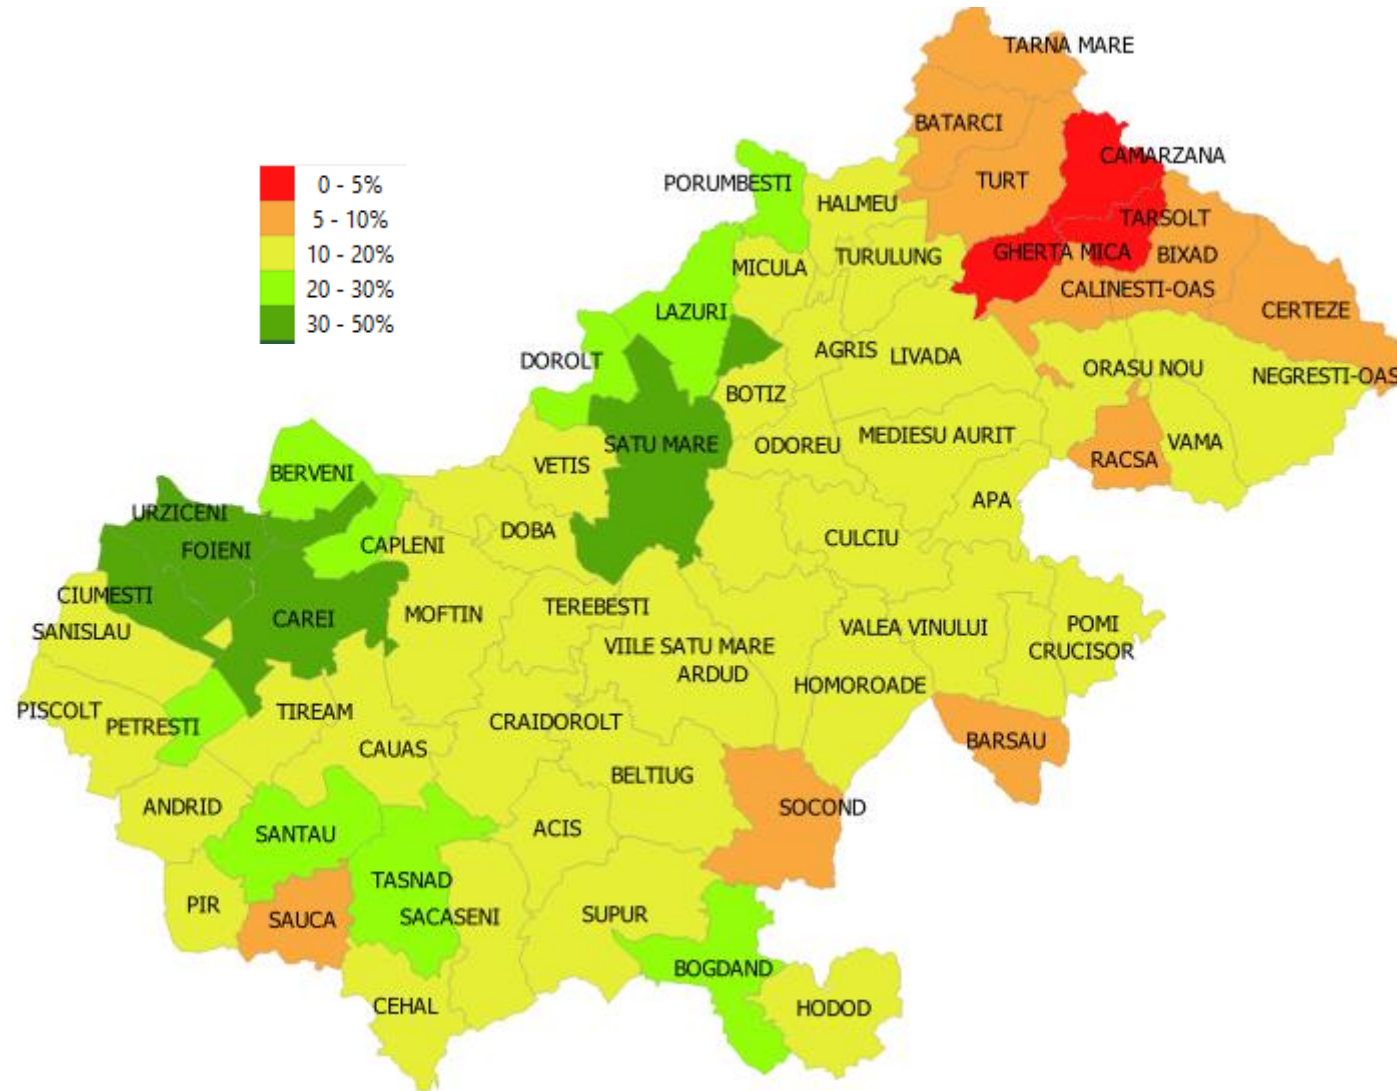 TARNA MARE
BATARCI
CAMARZANA
PORUMBESTI
TURT
HALMEU
TARSOLT
GHERTA MICA
BIXAD
TURULUNG
MICULA
CALINESTI-OAS
LAZURI
CERTEZE
0 - 5%
5 - 10%
10 - 20%
20 - 30%
30 - 50%
DOROLT
AGRIS
LIVADA
ORASU NOU
NEGRESTI-OAS
BOTIZ
SATU MARE
ODOREU
MEDIESU AURIT
VAMA
RACSA
VETIS
BERVENI
APA
URZICENI
DOBA
CULCIU
FOIENI
CAPLENI
CIUMESTI
CAREI
MOFTIN
TEREBESTI
SANISLAU
VALEA VINULUI
POMI
VIILE SATU MARE
CRUCISOR
ARDUD
HOMOROADE
PISCOLT
PETRESTI
TIREAM
CRAIDOROLT
CAUAS
BARSAU
BELTIUG
ANDRID
SOCOND
SANTAU
ACIS
TASNAD
PIR
SAUCA
SACASENI
SUPUR
BOGDAND
CEHAL
HODOD